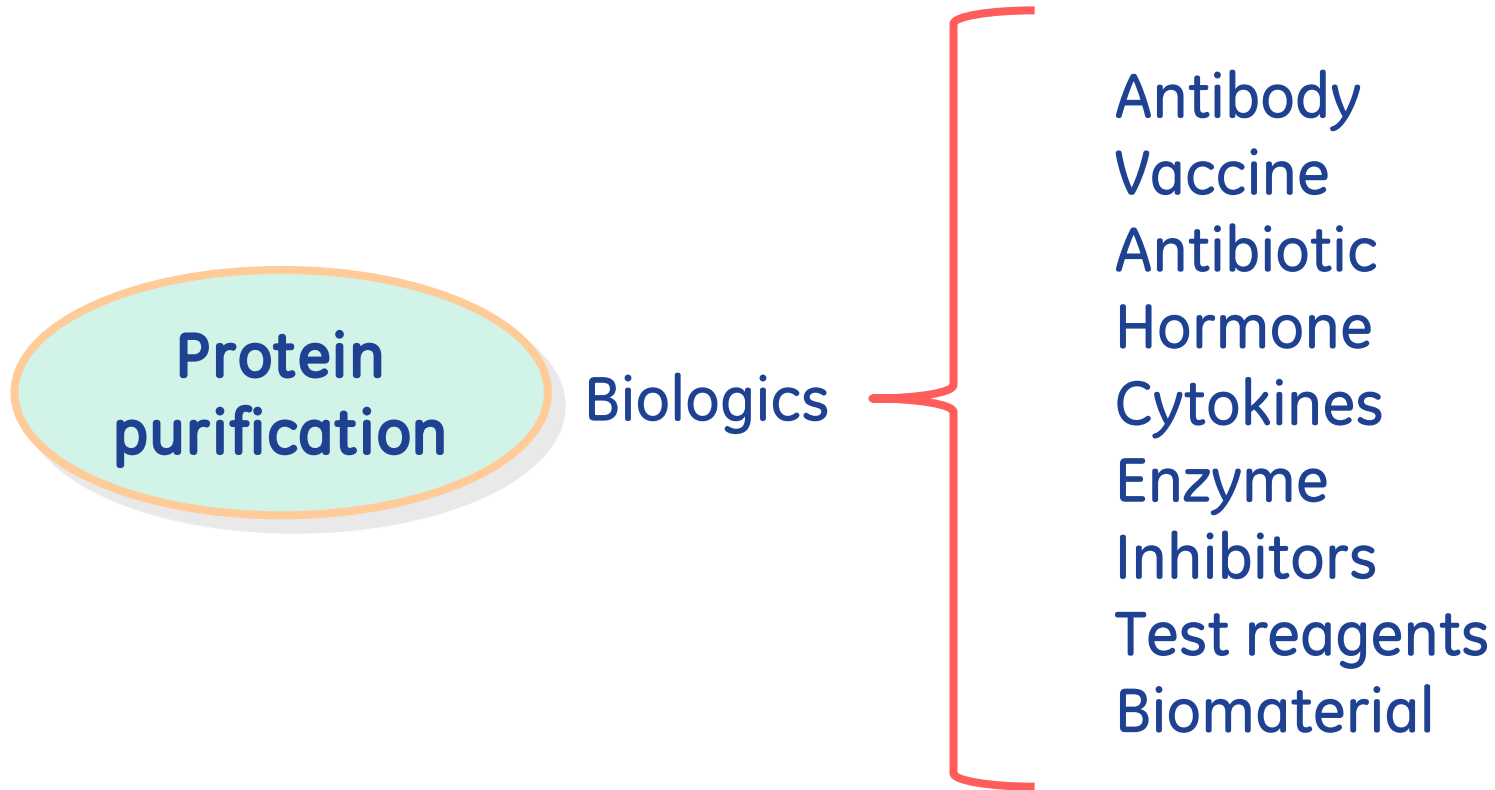 Protein
purification
Biologics
Antibody
Vaccine
Antibiotic
Hormone
Cytokines
Enzyme
Inhibitors
Test reagents
Biomaterial